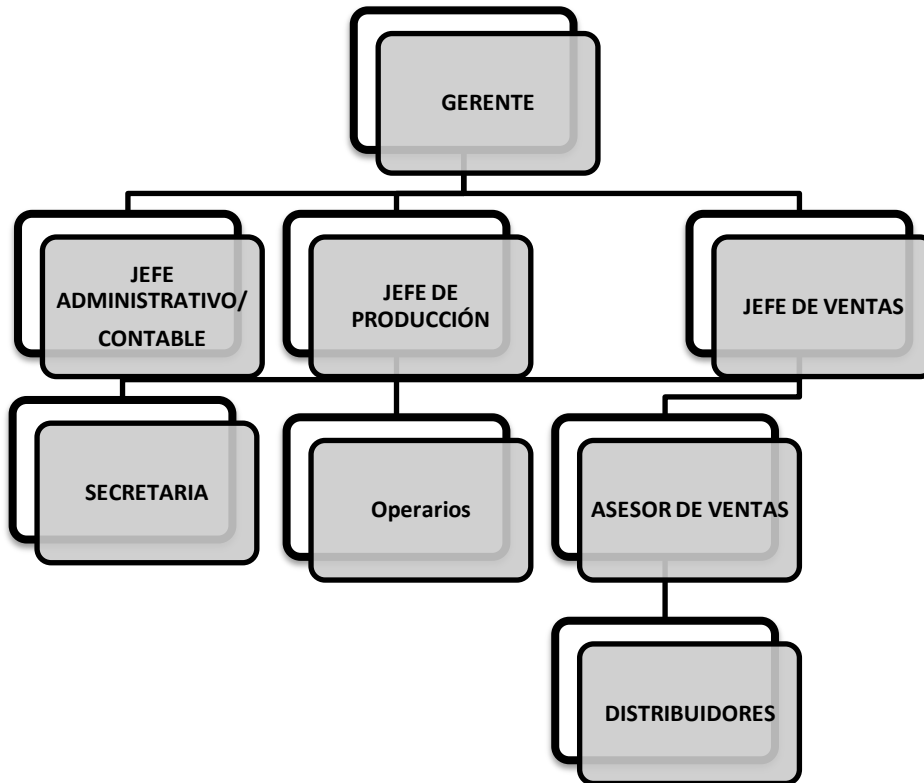 GERENTE
JEFE
ADMINISTRATIVO/
CONTABLE
JEFE DE
PRODUCCIÓN
JEFE DE VENTAS
SECRETARIA
Operarios
ASESOR DE VENTAS
DISTRIBUIDORES